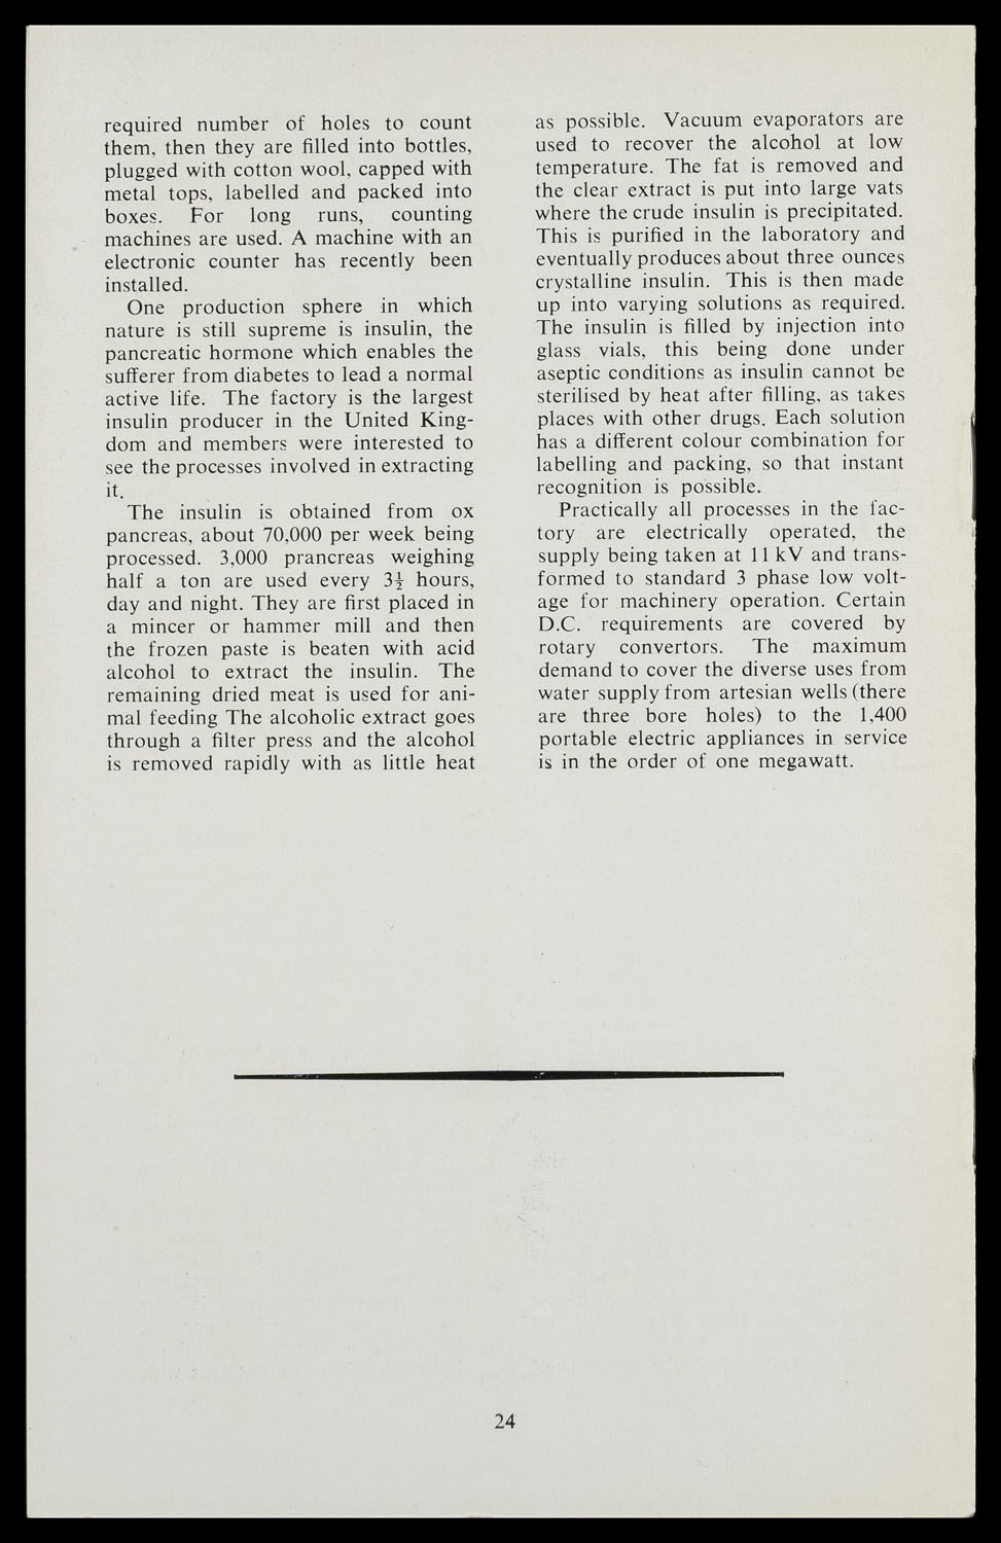 required number of holes to count
them, then they are filled into bottles,
plugged with cotton wool, capped with
metal tops, labelled and packed into
boxes. For long runs, counting
machines are used. A machine with an
electronic counter has recently been
installed.
One production sphere in which
nature is still supreme is insulin, the
pancreatic hormone which enables the
sufferer from diabetes to lead a normal
active life. The factory is the largest
insulin producer in the United King-
dom and members were interested to
see the processes involved in extracting
it.
The insulin is obtained from ox
pancreas, about 70,000 per week being
processed. 3,000 prancreas weighing
half a ton are used every 3½ hours,
day and night. They are first placed in
a mincer or hammer mill and then
the frozen paste is beaten with acid
alcohol to extract the insulin. The
remaining dried meat is used for ani-
mal feeding The alcoholic extract goes
through a filter press and the alcohol
is removed rapidly with as little heat
as possible. Vacuum evaporators are
used to recover the alcohol at low
temperature. The fat is removed and
the clear extract is put into large vats
where the crude insulin is precipitated.
This is purified in the laboratory and
eventually produces about three ounces
crystalline insulin. This is then made
up into varying solutions as required.
The insulin is filled by injection into
glass vials, this being done under
aseptic conditions as insulin cannot be
sterilised by heat after filling, as takes
places with other drugs. Each solution
has a different colour combination for
labelling and packing, so that instant
recognition is possible.
Practically all processes in the fac-
tory are electrically operated, the
supply being taken at 11 kV and trans-
formed to standard 3 phase low volt-
age for machinery operation. Certain
D.C. requirements are covered by
rotary convertors. The maximum
demand to cover the diverse uses from
water supply from artesian wells (there
are three bore holes) to the 1,400
portable electric appliances in service
is in the order of one megawatt.
24